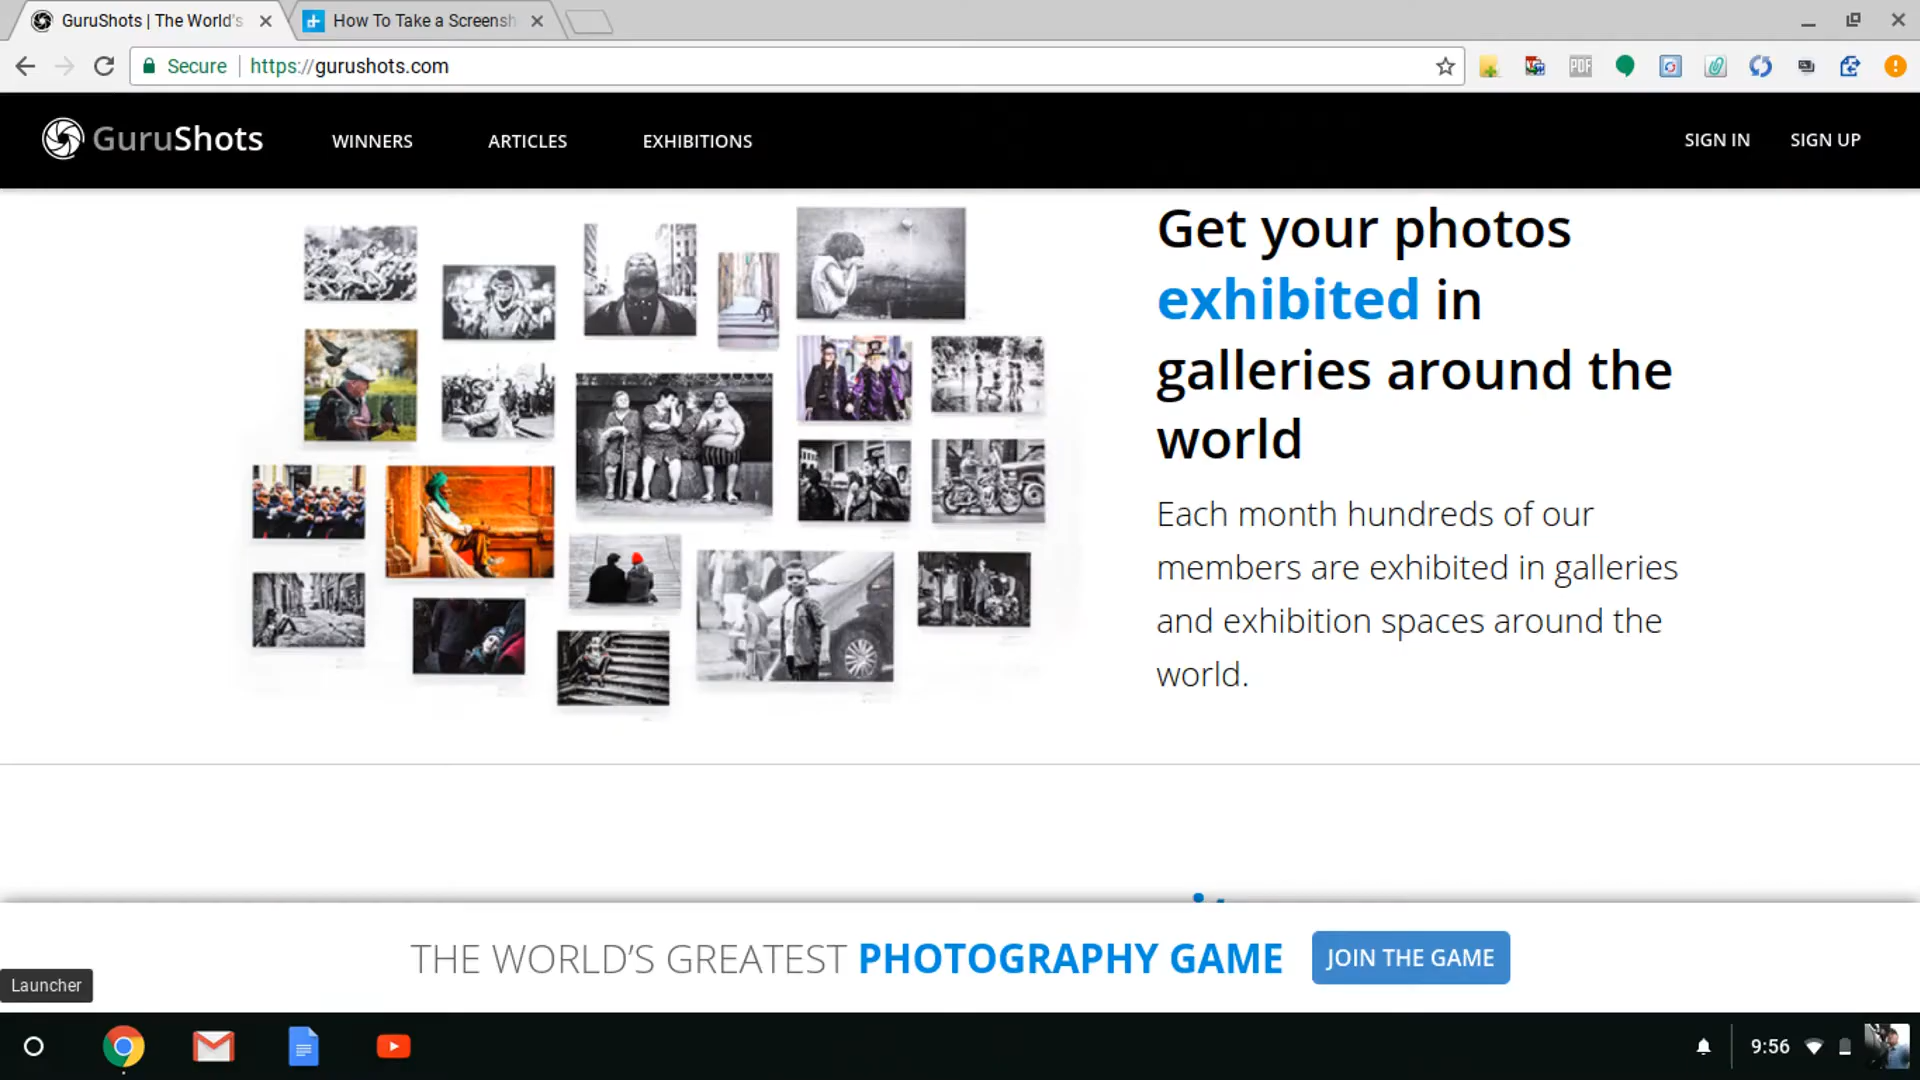 GuruShots | The World's
How To Take a Screensh
Secure
https://gurushots.com
PDF
GuruShots
WINNERS
ARTICLES
EXHIBITIONS
SIGN IN
SIGN UP
Get your photos
exhibited in
galleries around the
world
Each month hundreds of our
members are exhibited in galleries
and exhibition spaces around the
world.
THE WORLD'S GREATEST PHOTOGRAPHY GAME
JOIN THE GAME
Launcher
9:56